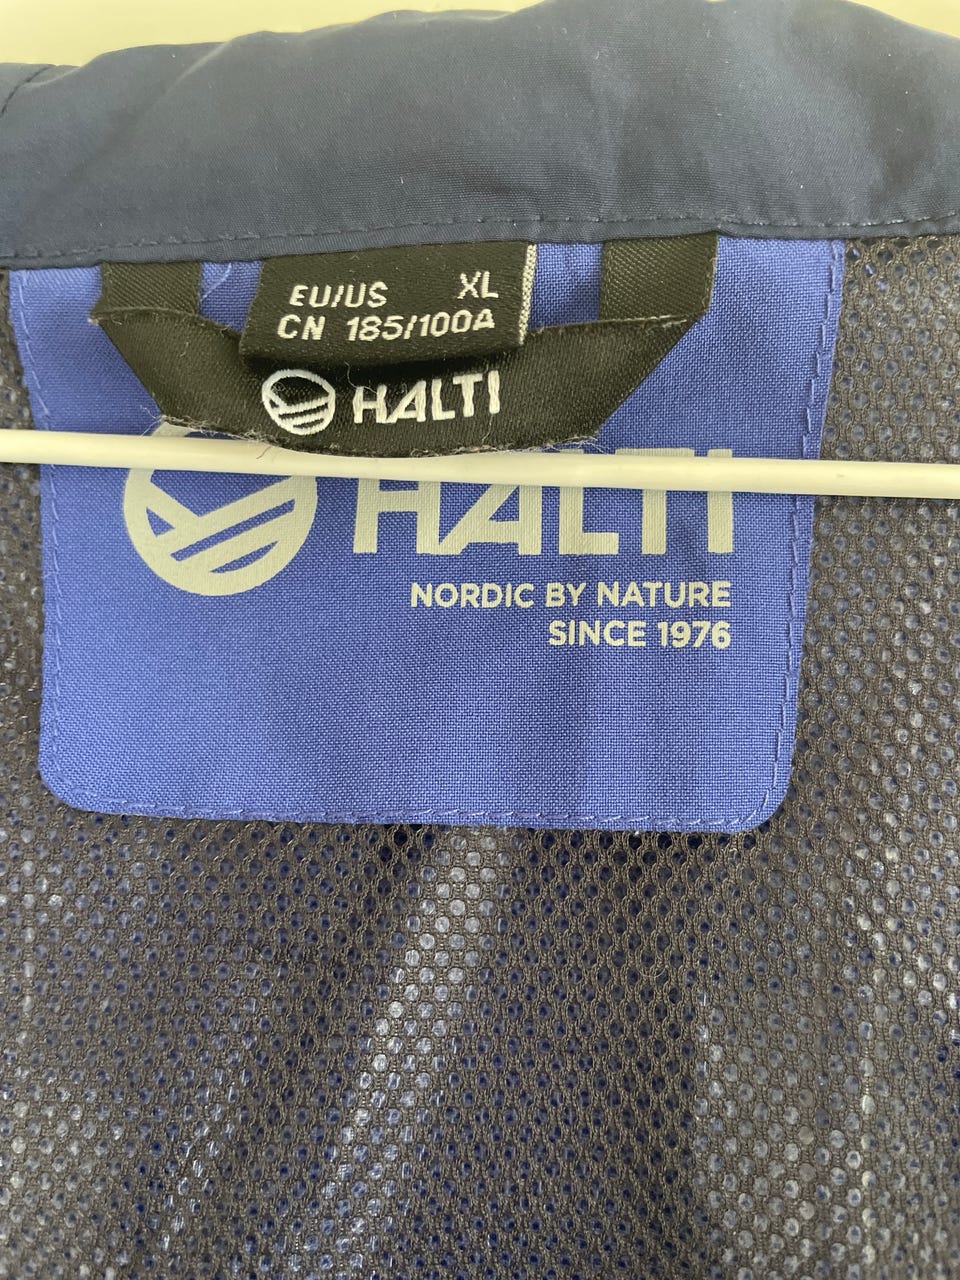 EU/US XL
CN 185/100A
HALTI
HALTI
NORDIC BY NATURE
SINCE 1976